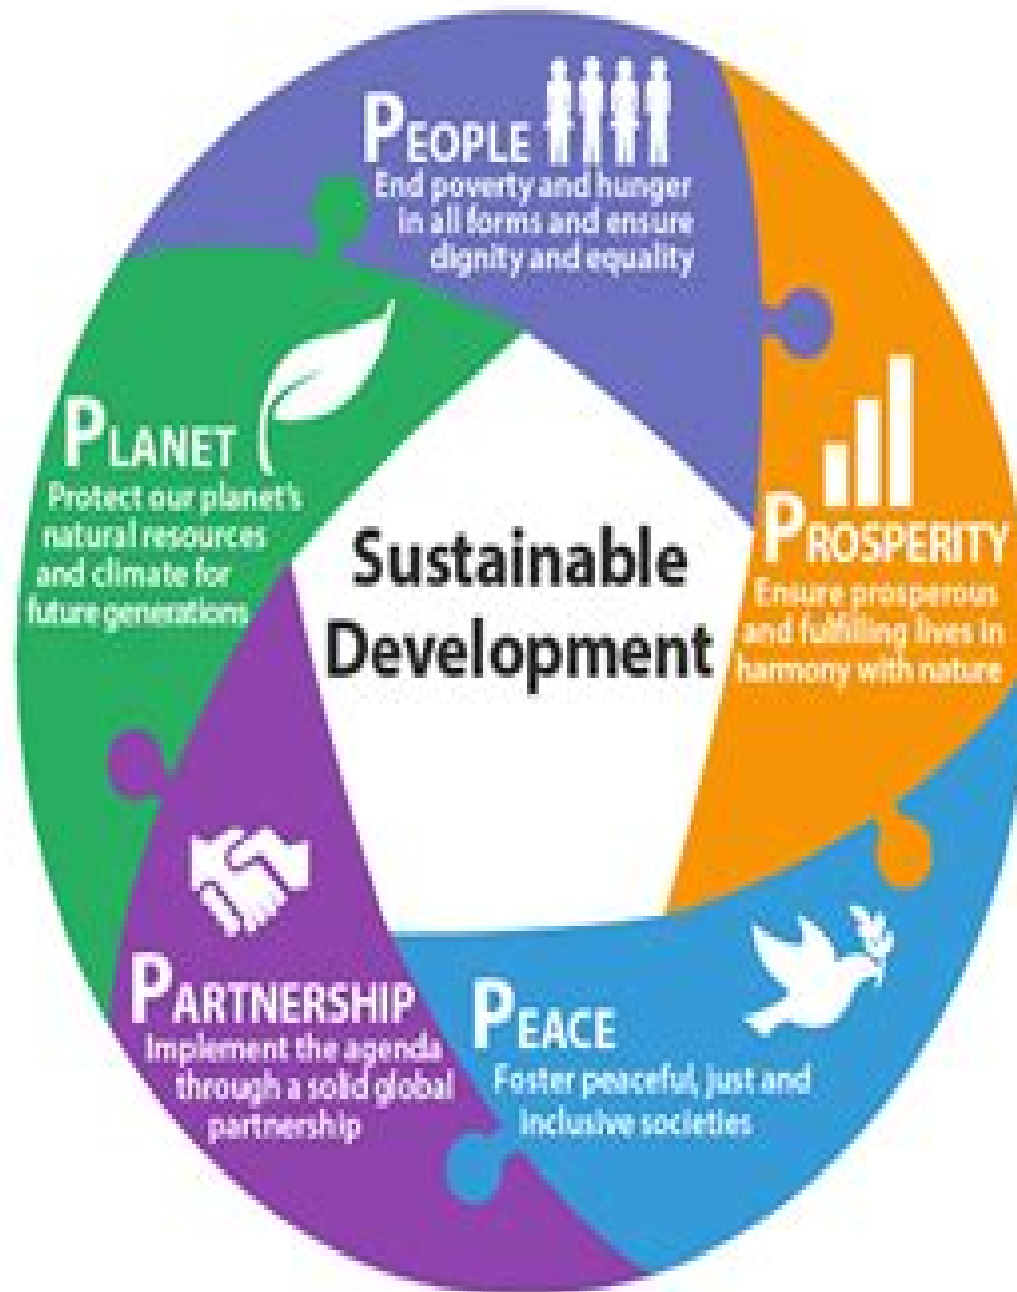 PEOPLE
End poverty and hunger
in all forms and ensure
dignity and equality
PLANET
Protect our planet's
natural resources
and climate for
future generations
Sustainable
Development
PROSPERITY
Ensure prosperous
and fulfilling lives in
harmony with nature
PARTNERSHIP
Implement the agenda
through a solid global
partnership
PEACE
Foster peaceful, just and
inclusive societies